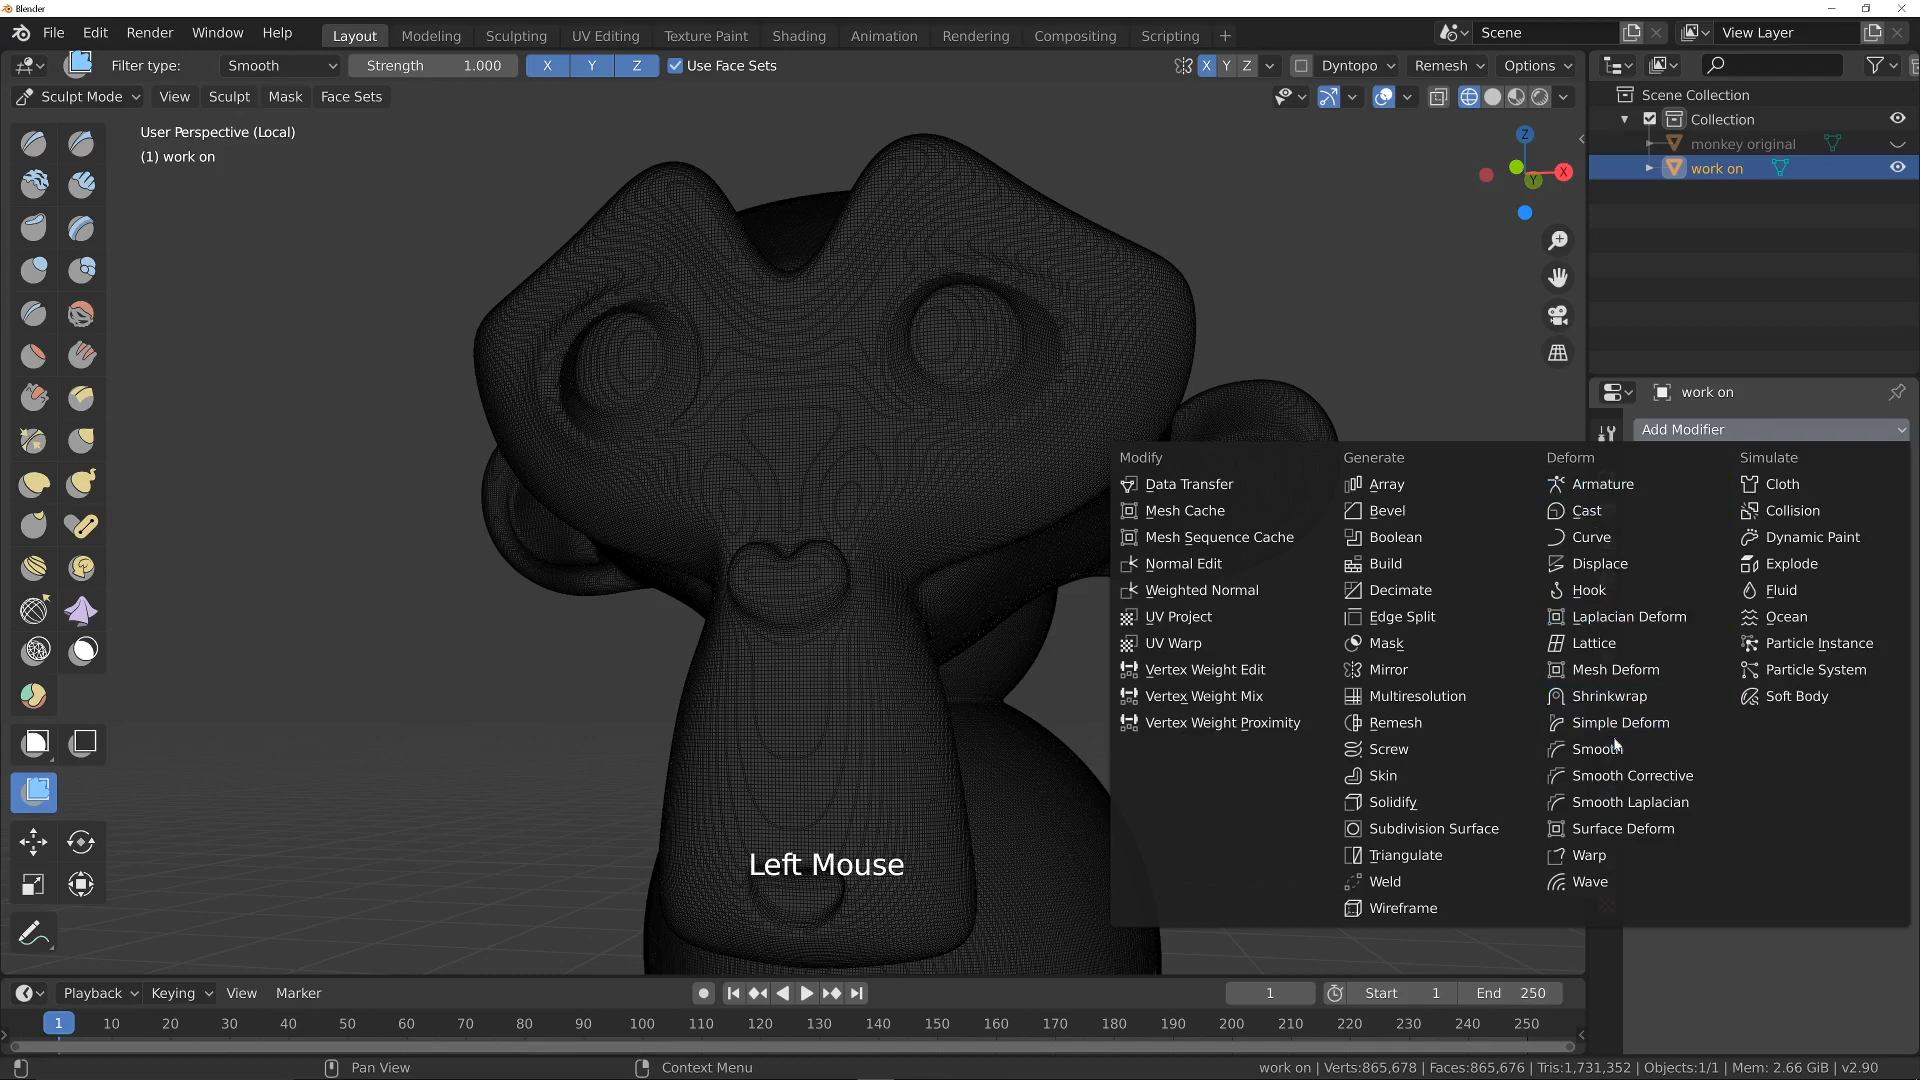 Blender
File Edit Render Window Help Layout Modeling Sculpting UV Editing Texture Paint Shading Animation Rendering Compositing Scripting + Scene View Layer
Filter type: Smooth Strength 1.000 X Y Z Use Face Sets X Y Z Dyntopo Remesh Options
Sculpt Mode View Sculpt Mask Face Sets
User Perspective (Local)
(1) work on
Z
X
Y
Scene Collection
Collection
monkey original
work on
work on
Add Modifier
Modify
Data Transfer
Mesh Cache
Mesh Sequence Cache
Normal Edit
Weighted Normal
UV Project
UV Warp
Vertex Weight Edit
Vertex Weight Mix
Vertex Weight Proximity
Generate
Array
Bevel
Boolean
Build
Decimate
Edge Split
Mask
Mirror
Multiresolution
Remesh
Screw
Skin
Solidify
Subdivision Surface
Triangulate
Weld
Wireframe
Deform
Armature
Cast
Curve
Displace
Hook
Laplacian Deform
Lattice
Mesh Deform
Shrinkwrap
Simple Deform
Smooth
Smooth Corrective
Smooth Laplacian
Surface Deform
Warp
Wave
Simulate
Cloth
Collision
Dynamic Paint
Explode
Fluid
Ocean
Particle Instance
Particle System
Soft Body
Left Mouse
Playback Keying View Marker 1 Start 1 End 250
1 10 20 30 40 50 60 70 80 90 100 110 120 130 140 150 160 170 180 190 200 210 220 230 240 250
Pan View Context Menu work on | Verts:865,678 | Faces:865,676 | Tris:1,731,352 | Objects:1/1 | Mem: 2.66 GiB | v2.90